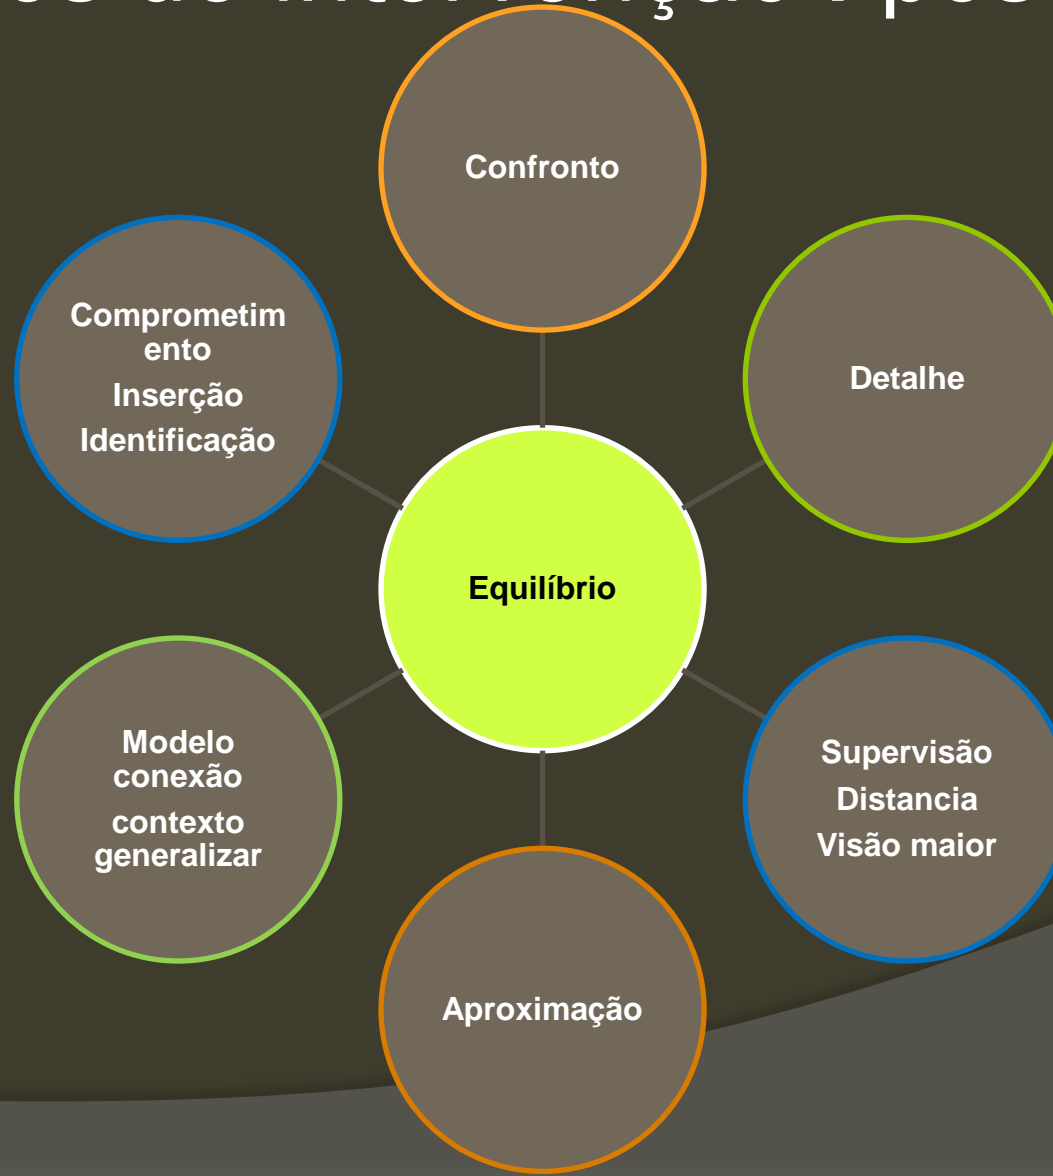 Confronto
Comprometim
ento
Inserção
Identificação
Detalhe
Equilíbrio
Modelo
conexão
contexto
generalizar
Supervisão
Distancia
Visão maior
Aproximação